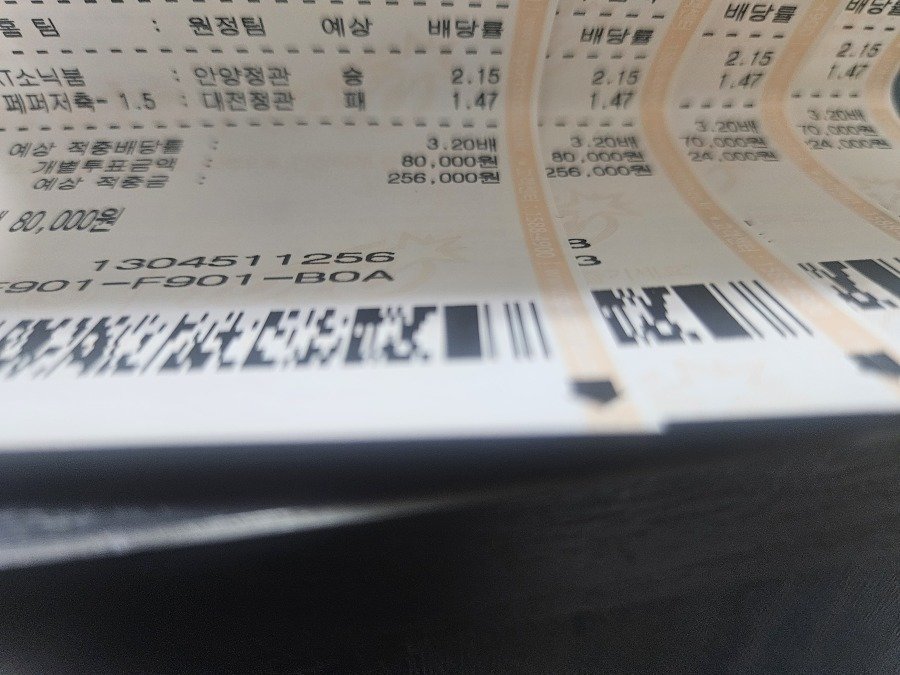 홈 팀 : 원정팀 예상 배당률 배당률 배당률 배당률
KT소닉붐 : 안양정관 승 2.15 2.15 2.15 2.15
페퍼저축- 1.5 : 대전정관 패 1.47 1.47 1.47 1.47
예상 적중배당률 : 3.20배 3.20배 3.20배 3.20배
개별투표금액 : 80,000원 80,000원 70,000원 70,000원
예상 적중금 : 256,000원 256,000원 24,000원 24,000원
80,000원
1304511256
F901-F901-B0A